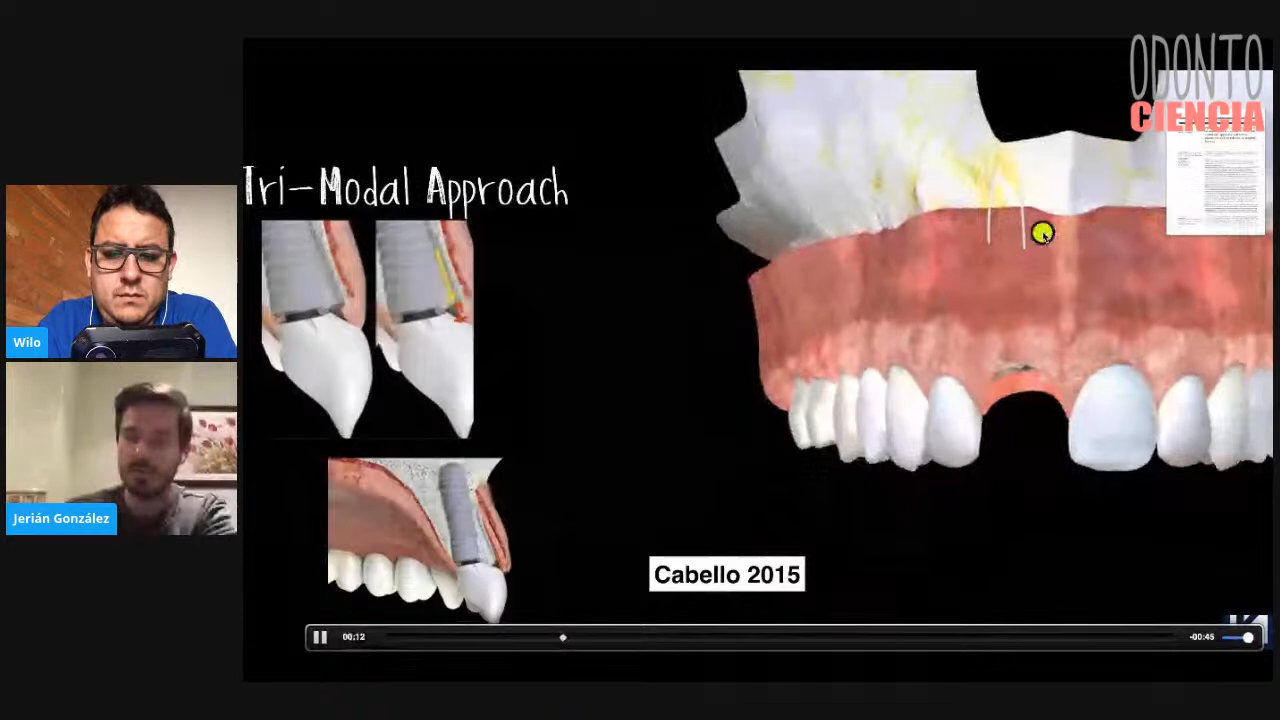 ODONTO
CIENCIA
Tri-Modal Approach
Wilo
Jerián González
Cabello 2015
00:12
-00:45